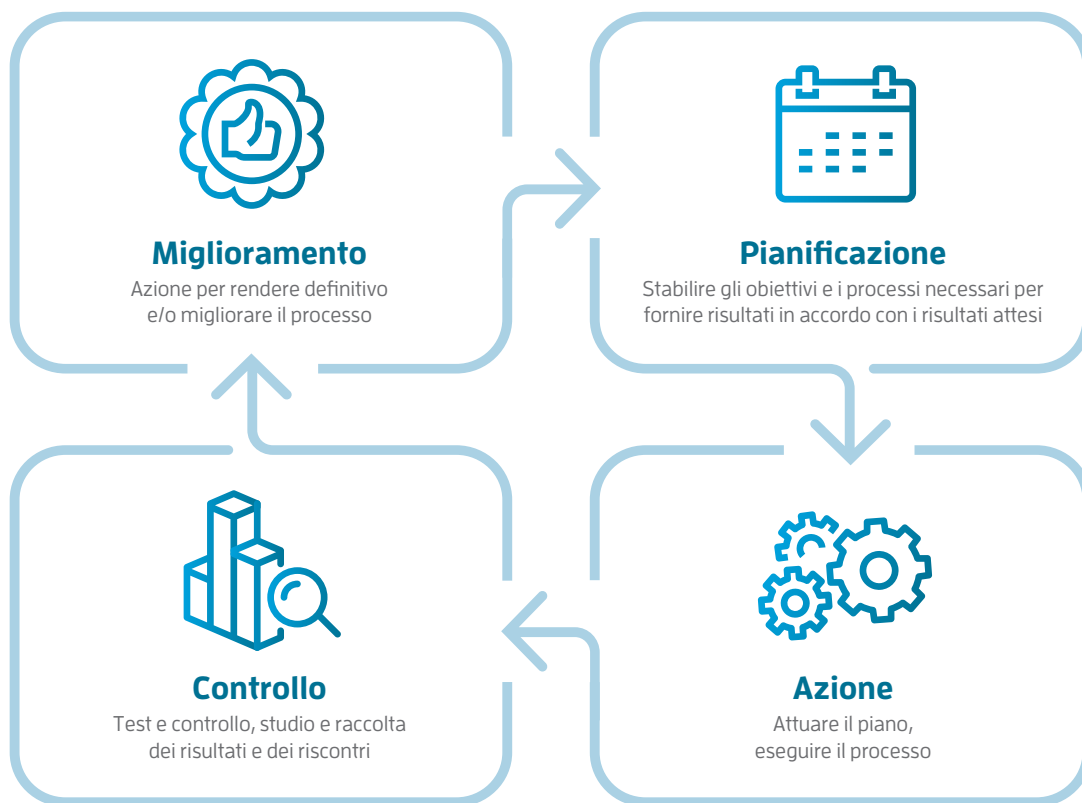 Miglioramento
Azione per rendere definitivo
e/o migliorare il processo
Pianificazione
Stabilire gli obiettivi e i processi necessari per
fornire risultati in accordo con i risultati attesi
Controllo
Test e controllo, studio e raccolta
dei risultati e dei riscontri
Azione
Attuare il piano,
eseguire il processo